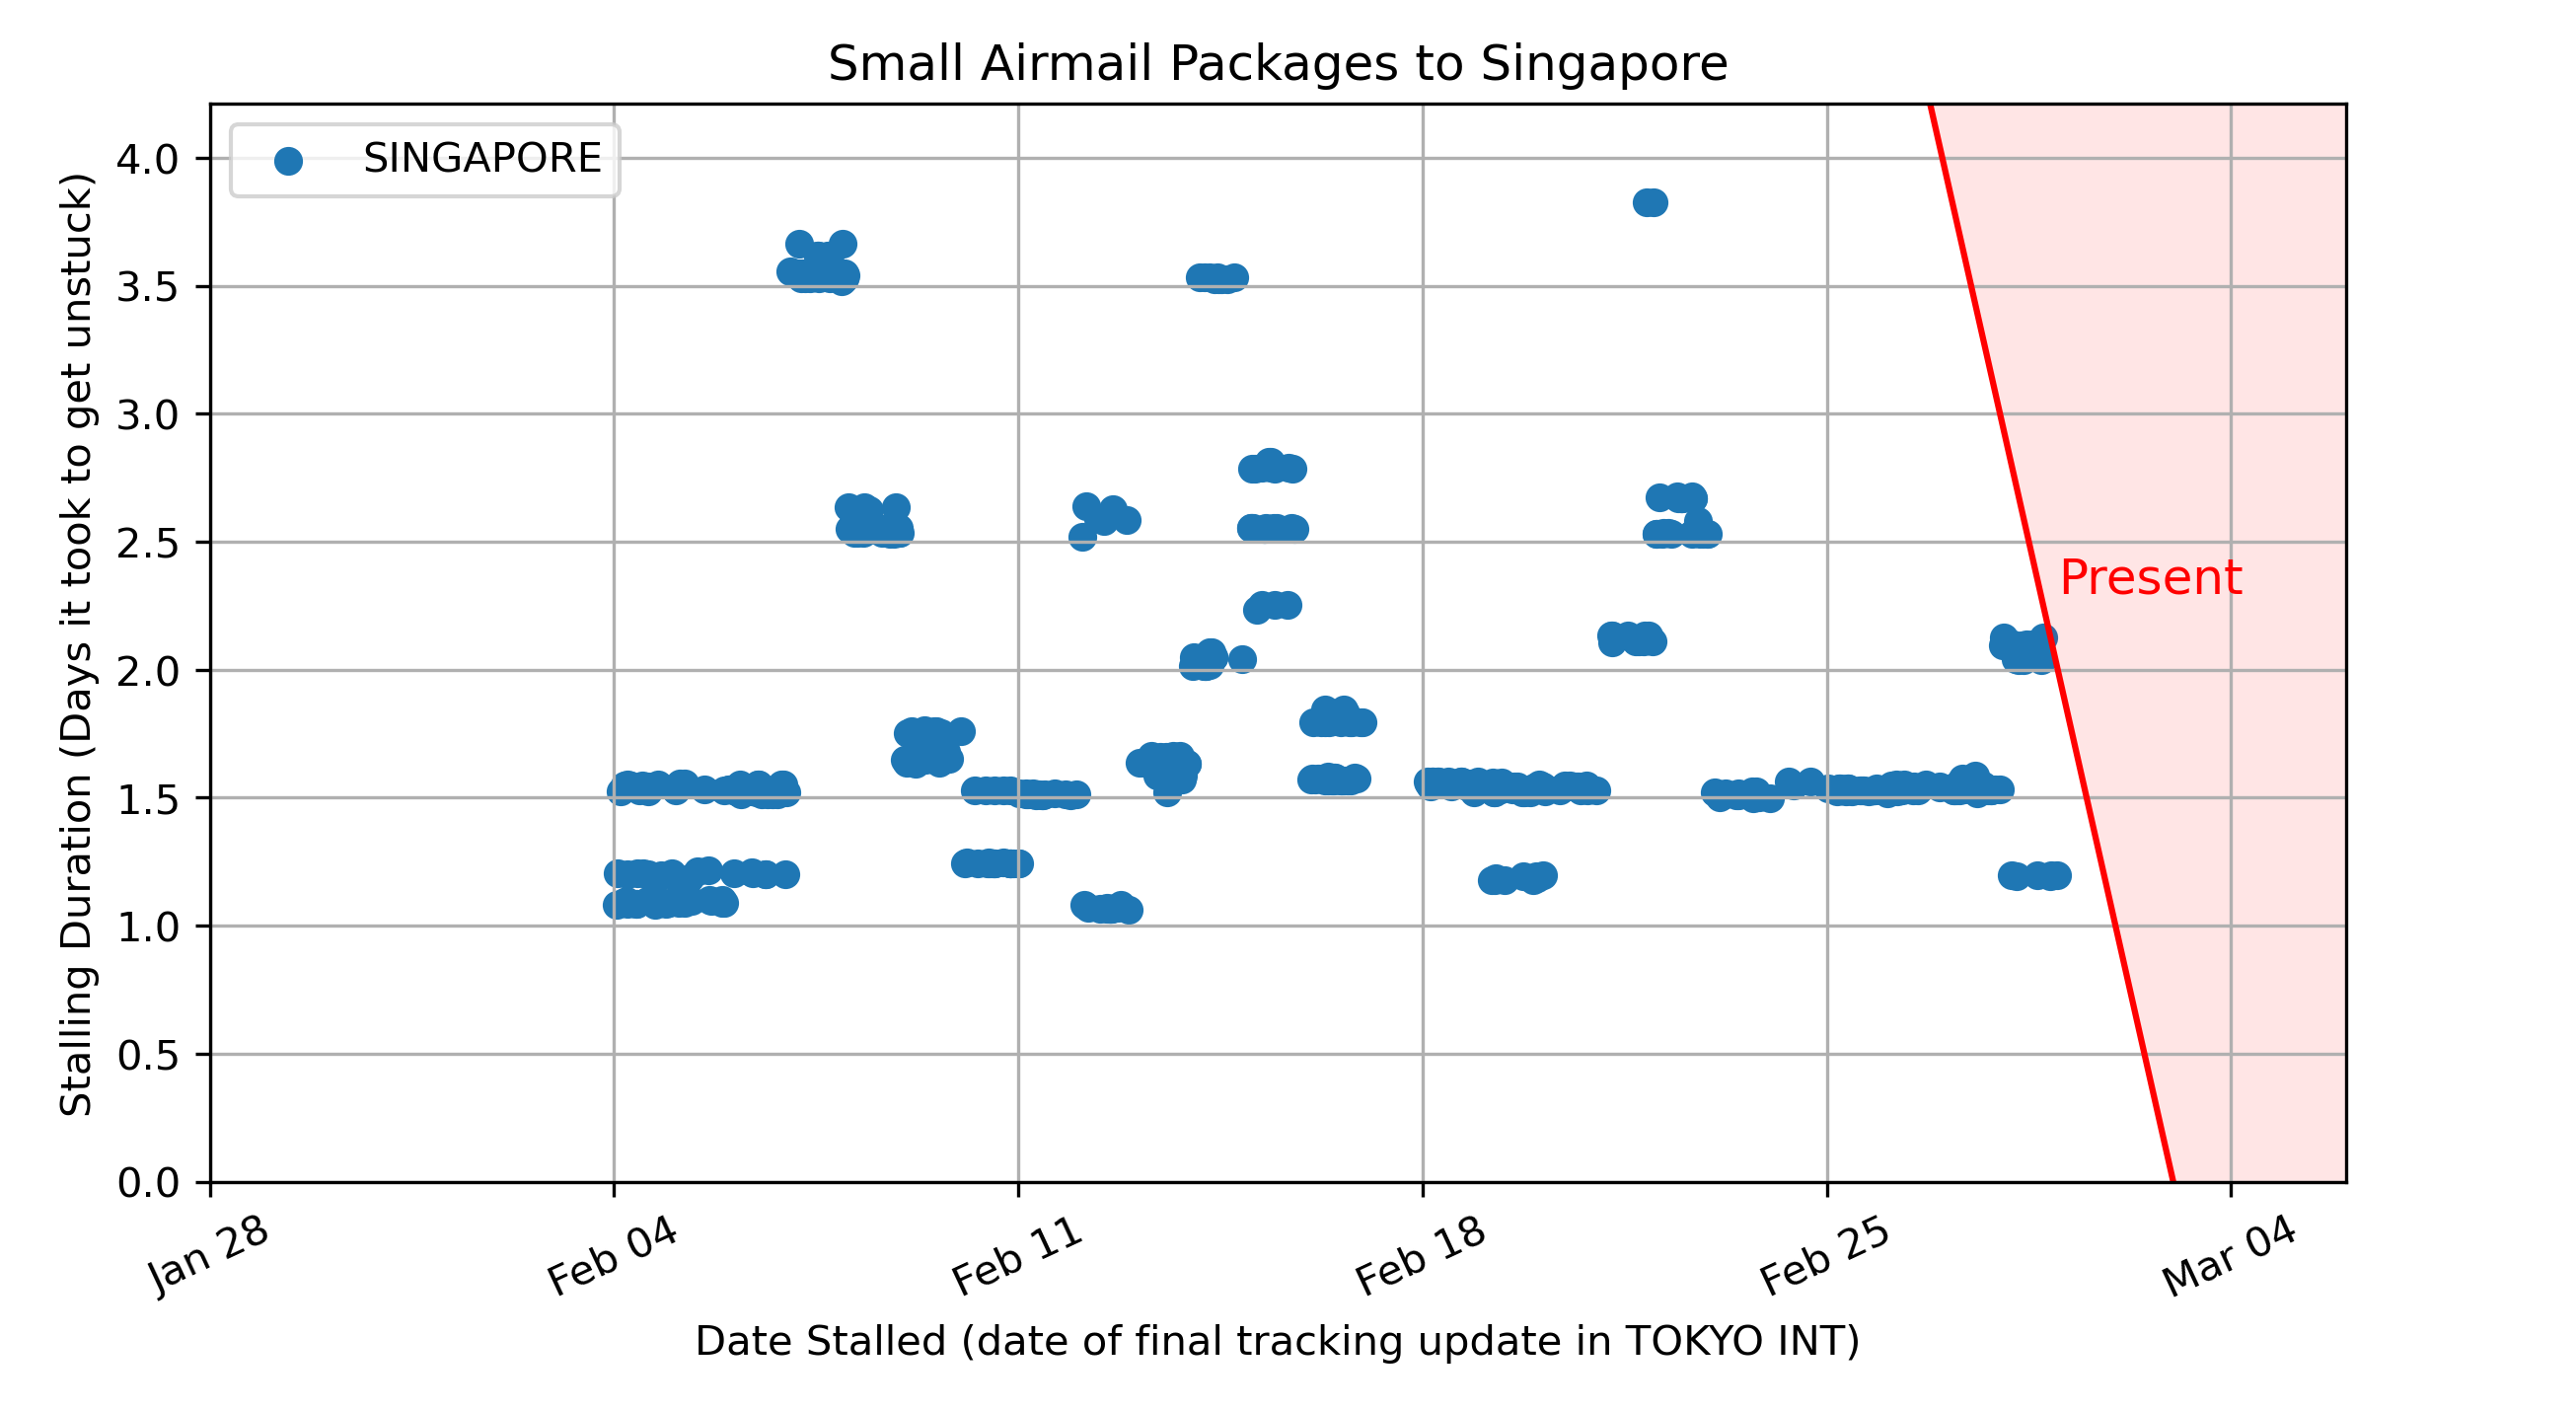 Small Airmail Packages to Singapore
SINGAPORE
Stalling Duration (Days it took to get unstuck)
4.0
3.5
3.0
2.5
2.0
1.5
1.0
0.5
0.0
Present
Jan 28
Feb 04
Feb 11
Feb 18
Feb 25
Mar 04
Date Stalled (date of final tracking update in TOKYO INT)